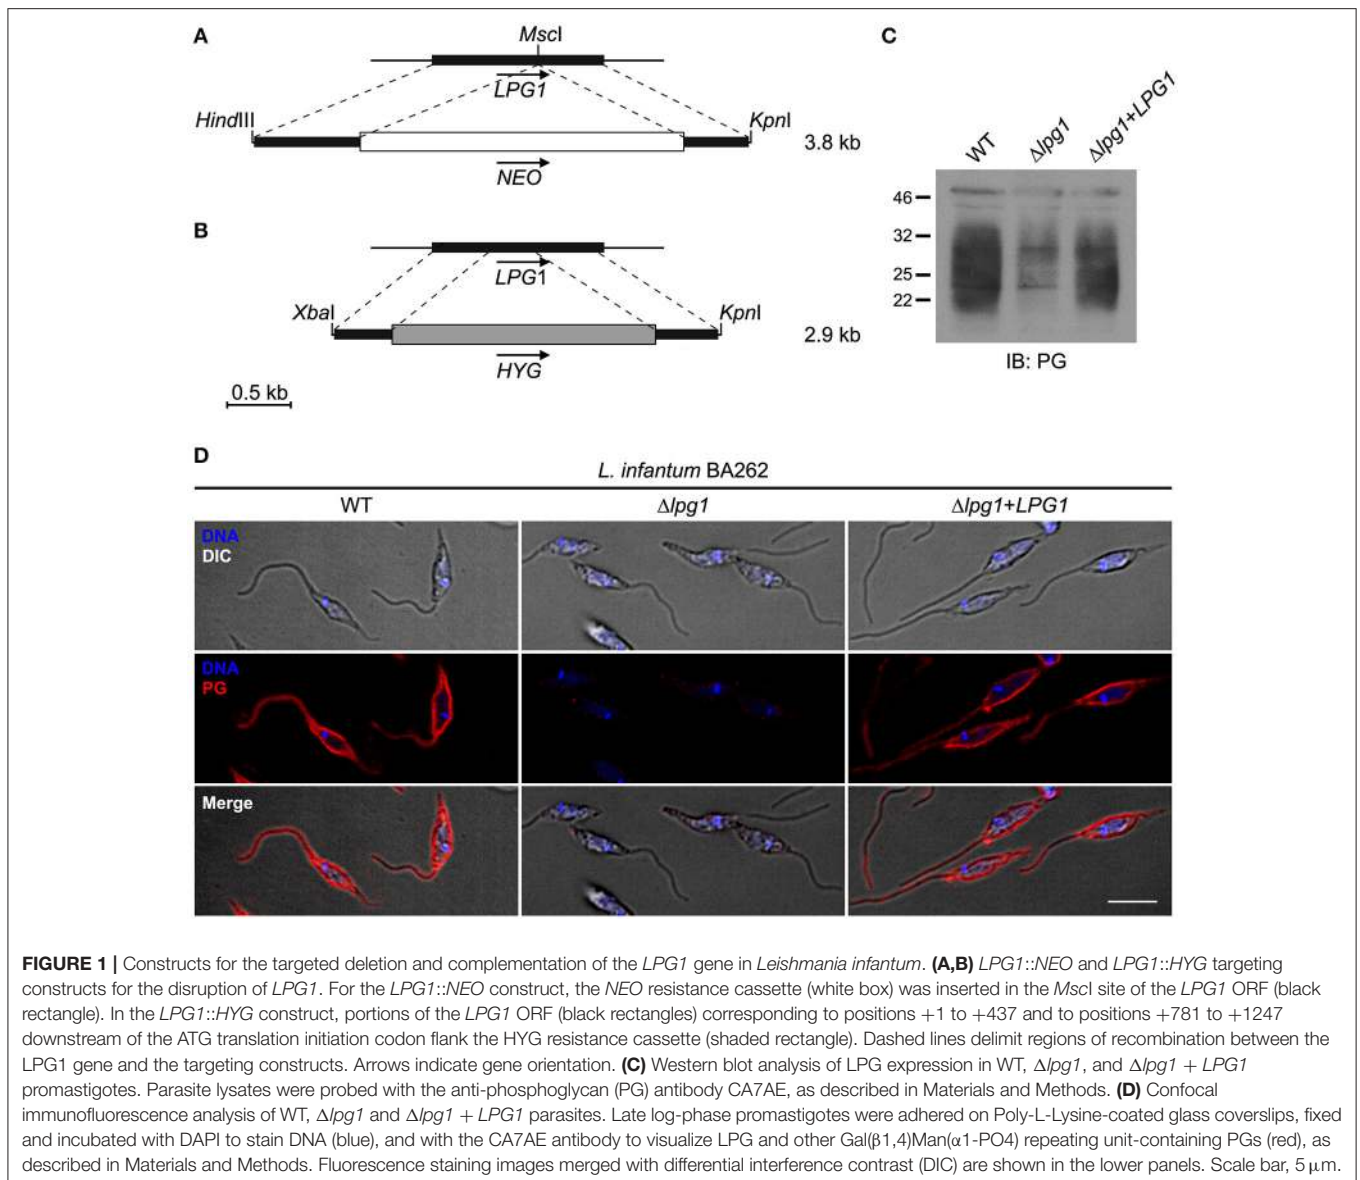 A
MscI
LPG1
HindIII
KpnI
3.8 kb
NEO
B
LPG1
XbaI
KpnI
2.9 kb
HYG
0.5 kb
C
WT
Δlpg1
Δlpg1+LPG1
46
32
25
22
IB: PG
D
L. infantum BA262
WT
Δlpg1
Δlpg1+LPG1
DNA
DIC
DNA
PG
Merge
FIGURE 1 | Constructs for the targeted deletion and complementation of the LPG1 gene in Leishmania infantum. (A,B) LPG1::NEO and LPG1::HYG targeting
constructs for the disruption of LPG1. For the LPG1::NEO construct, the NEO resistance cassette (white box) was inserted in the MscI site of the LPG1 ORF (black
rectangle). In the LPG1::HYG construct, portions of the LPG1 ORF (black rectangles) corresponding to positions +1 to +437 and to positions +781 to +1247
downstream of the ATG translation initiation codon flank the HYG resistance cassette (shaded rectangle). Dashed lines delimit regions of recombination between the
LPG1 gene and the targeting constructs. Arrows indicate gene orientation. (C) Western blot analysis of LPG expression in WT, Δlpg1, and Δlpg1 + LPG1
promastigotes. Parasite lysates were probed with the anti-phosphoglycan (PG) antibody CA7AE, as described in Materials and Methods. (D) Confocal
immunofluorescence analysis of WT, Δlpg1 and Δlpg1 + LPG1 parasites. Late log-phase promastigotes were adhered on Poly-L-Lysine-coated glass coverslips, fixed
and incubated with DAPI to stain DNA (blue), and with the CA7AE antibody to visualize LPG and other Gal(β1,4)Man(α1-PO4) repeating unit-containing PGs (red), as
described in Materials and Methods. Fluorescence staining images merged with differential interference contrast (DIC) are shown in the lower panels. Scale bar, 5 μm.